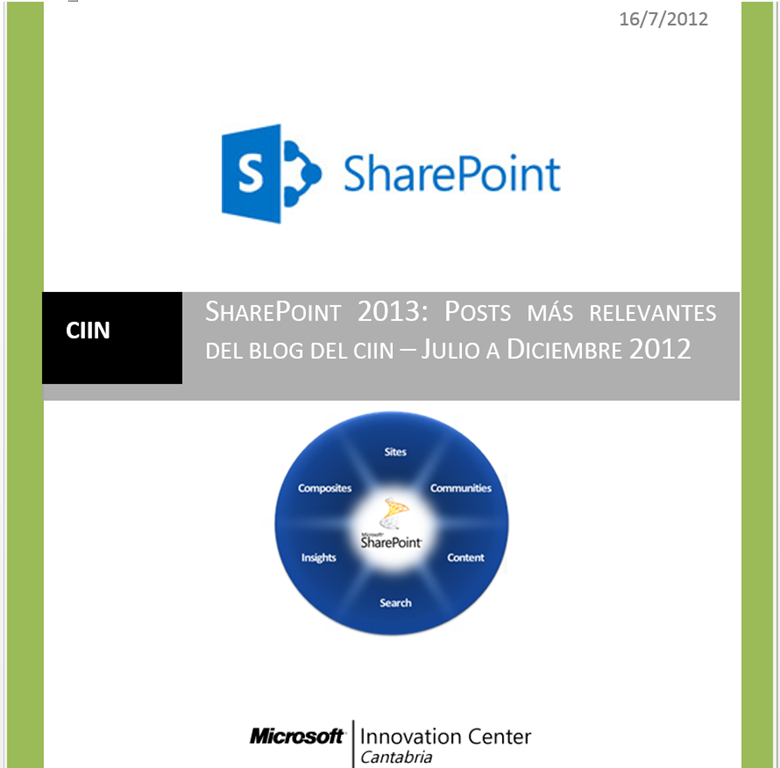 16/7/2012
S SharePoint
CIIN
SHAREPOINT 2013: POSTS MÁS RELEVANTES
DEL BLOG DEL CIIN – JULIO A DICIEMBRE 2012
Sites
Composites
Communities
Microsoft
SharePoint
Insights
Content
Search
Microsoft Innovation Center
Cantabria